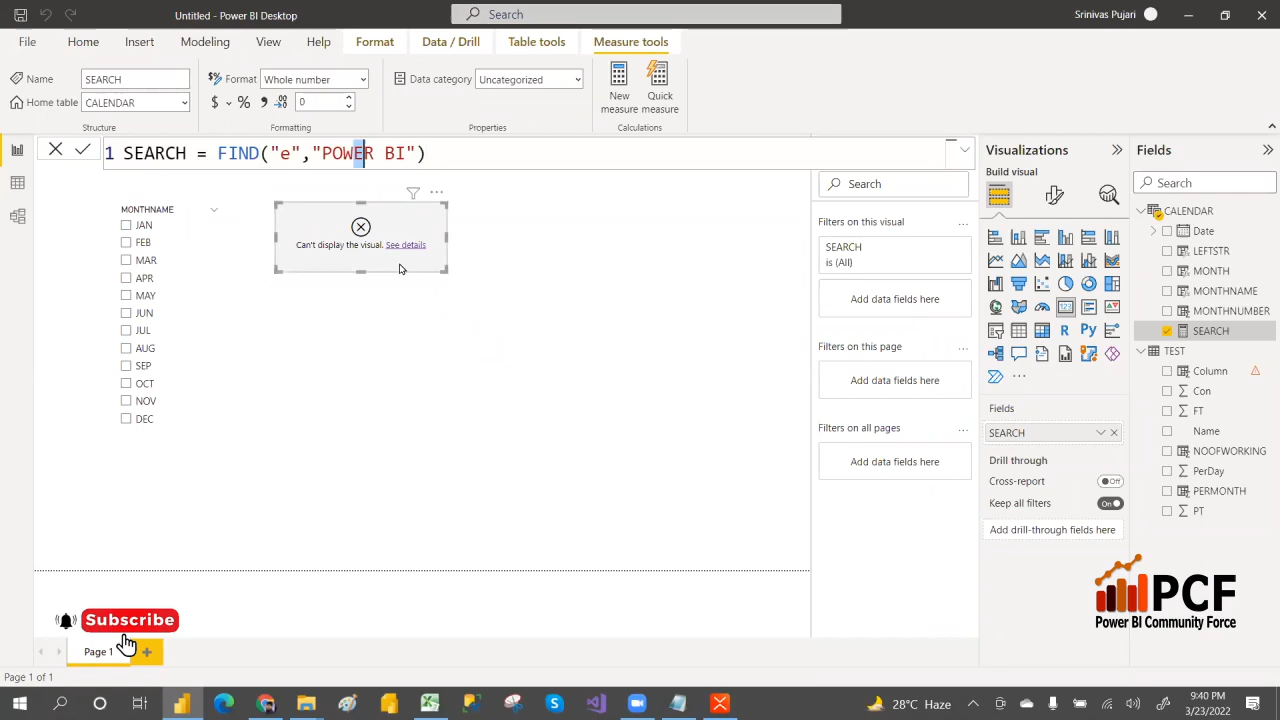 Untitled - Power BI Desktop
Search
Srinivas Pujari
File
Home
Insert
Modeling
View
Help
Format
Data / Drill
Table tools
Measure tools
Name
SEARCH
Home table
CALENDAR
Structure
Format
Whole number
$
%
0
Formatting
Data category
Uncategorized
Properties
New
measure
Quick
measure
Calculations
1 SEARCH = FIND("e","POWER BI")
MONTHNAME
JAN
FEB
MAR
APR
MAY
JUN
JUL
AUG
SEP
OCT
NOV
DEC
Can't display the visual. See details
Search
Filters on this visual
...
SEARCH
is (All)
Add data fields here
Filters on this page
...
Add data fields here
Filters on all pages
...
Add data fields here
Visualizations
Build visual
123
R
Py
...
Fields
SEARCH
Drill through
Cross-report
Off
Keep all filters
On
Add drill-through fields here
Fields
Search
CALENDAR
Date
LEFTSTR
MONTH
MONTHNAME
MONTHNUMBER
SEARCH
TEST
Column
Con
FT
Name
NOOFWORKING
PerDay
PERMONTH
PT
PCF
Power BI Community Force
Subscribe
Page 1
Page 1 of 1
28°C Haze
9:40 PM
3/23/2022